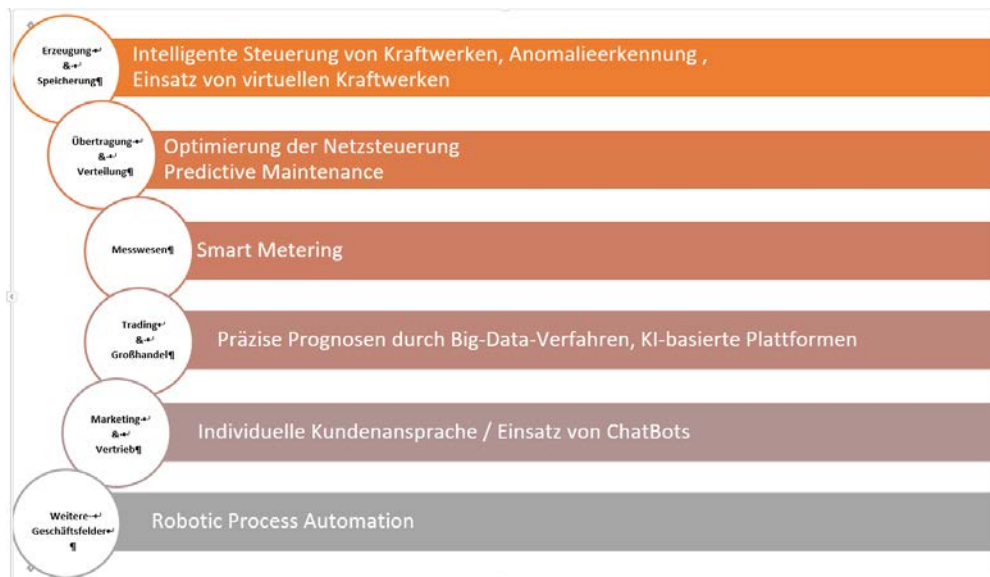 Erzeugung
&
Speicherung¶
Intelligente Steuerung von Kraftwerken, Anomalieerkennung ,
Einsatz von virtuellen Kraftwerken
Übertragung
&
Verteilung¶
Optimierung der Netzsteuerung
Predictive Maintenance
Messwesen¶
Smart Metering
Trading
&
Großhandel¶
Präzise Prognosen durch Big-Data-Verfahren, KI-basierte Plattformen
Marketing
&
Vertrieb¶
Individuelle Kundenansprache / Einsatz von ChatBots
Weitere
Geschäftsfelder
¶
Robotic Process Automation